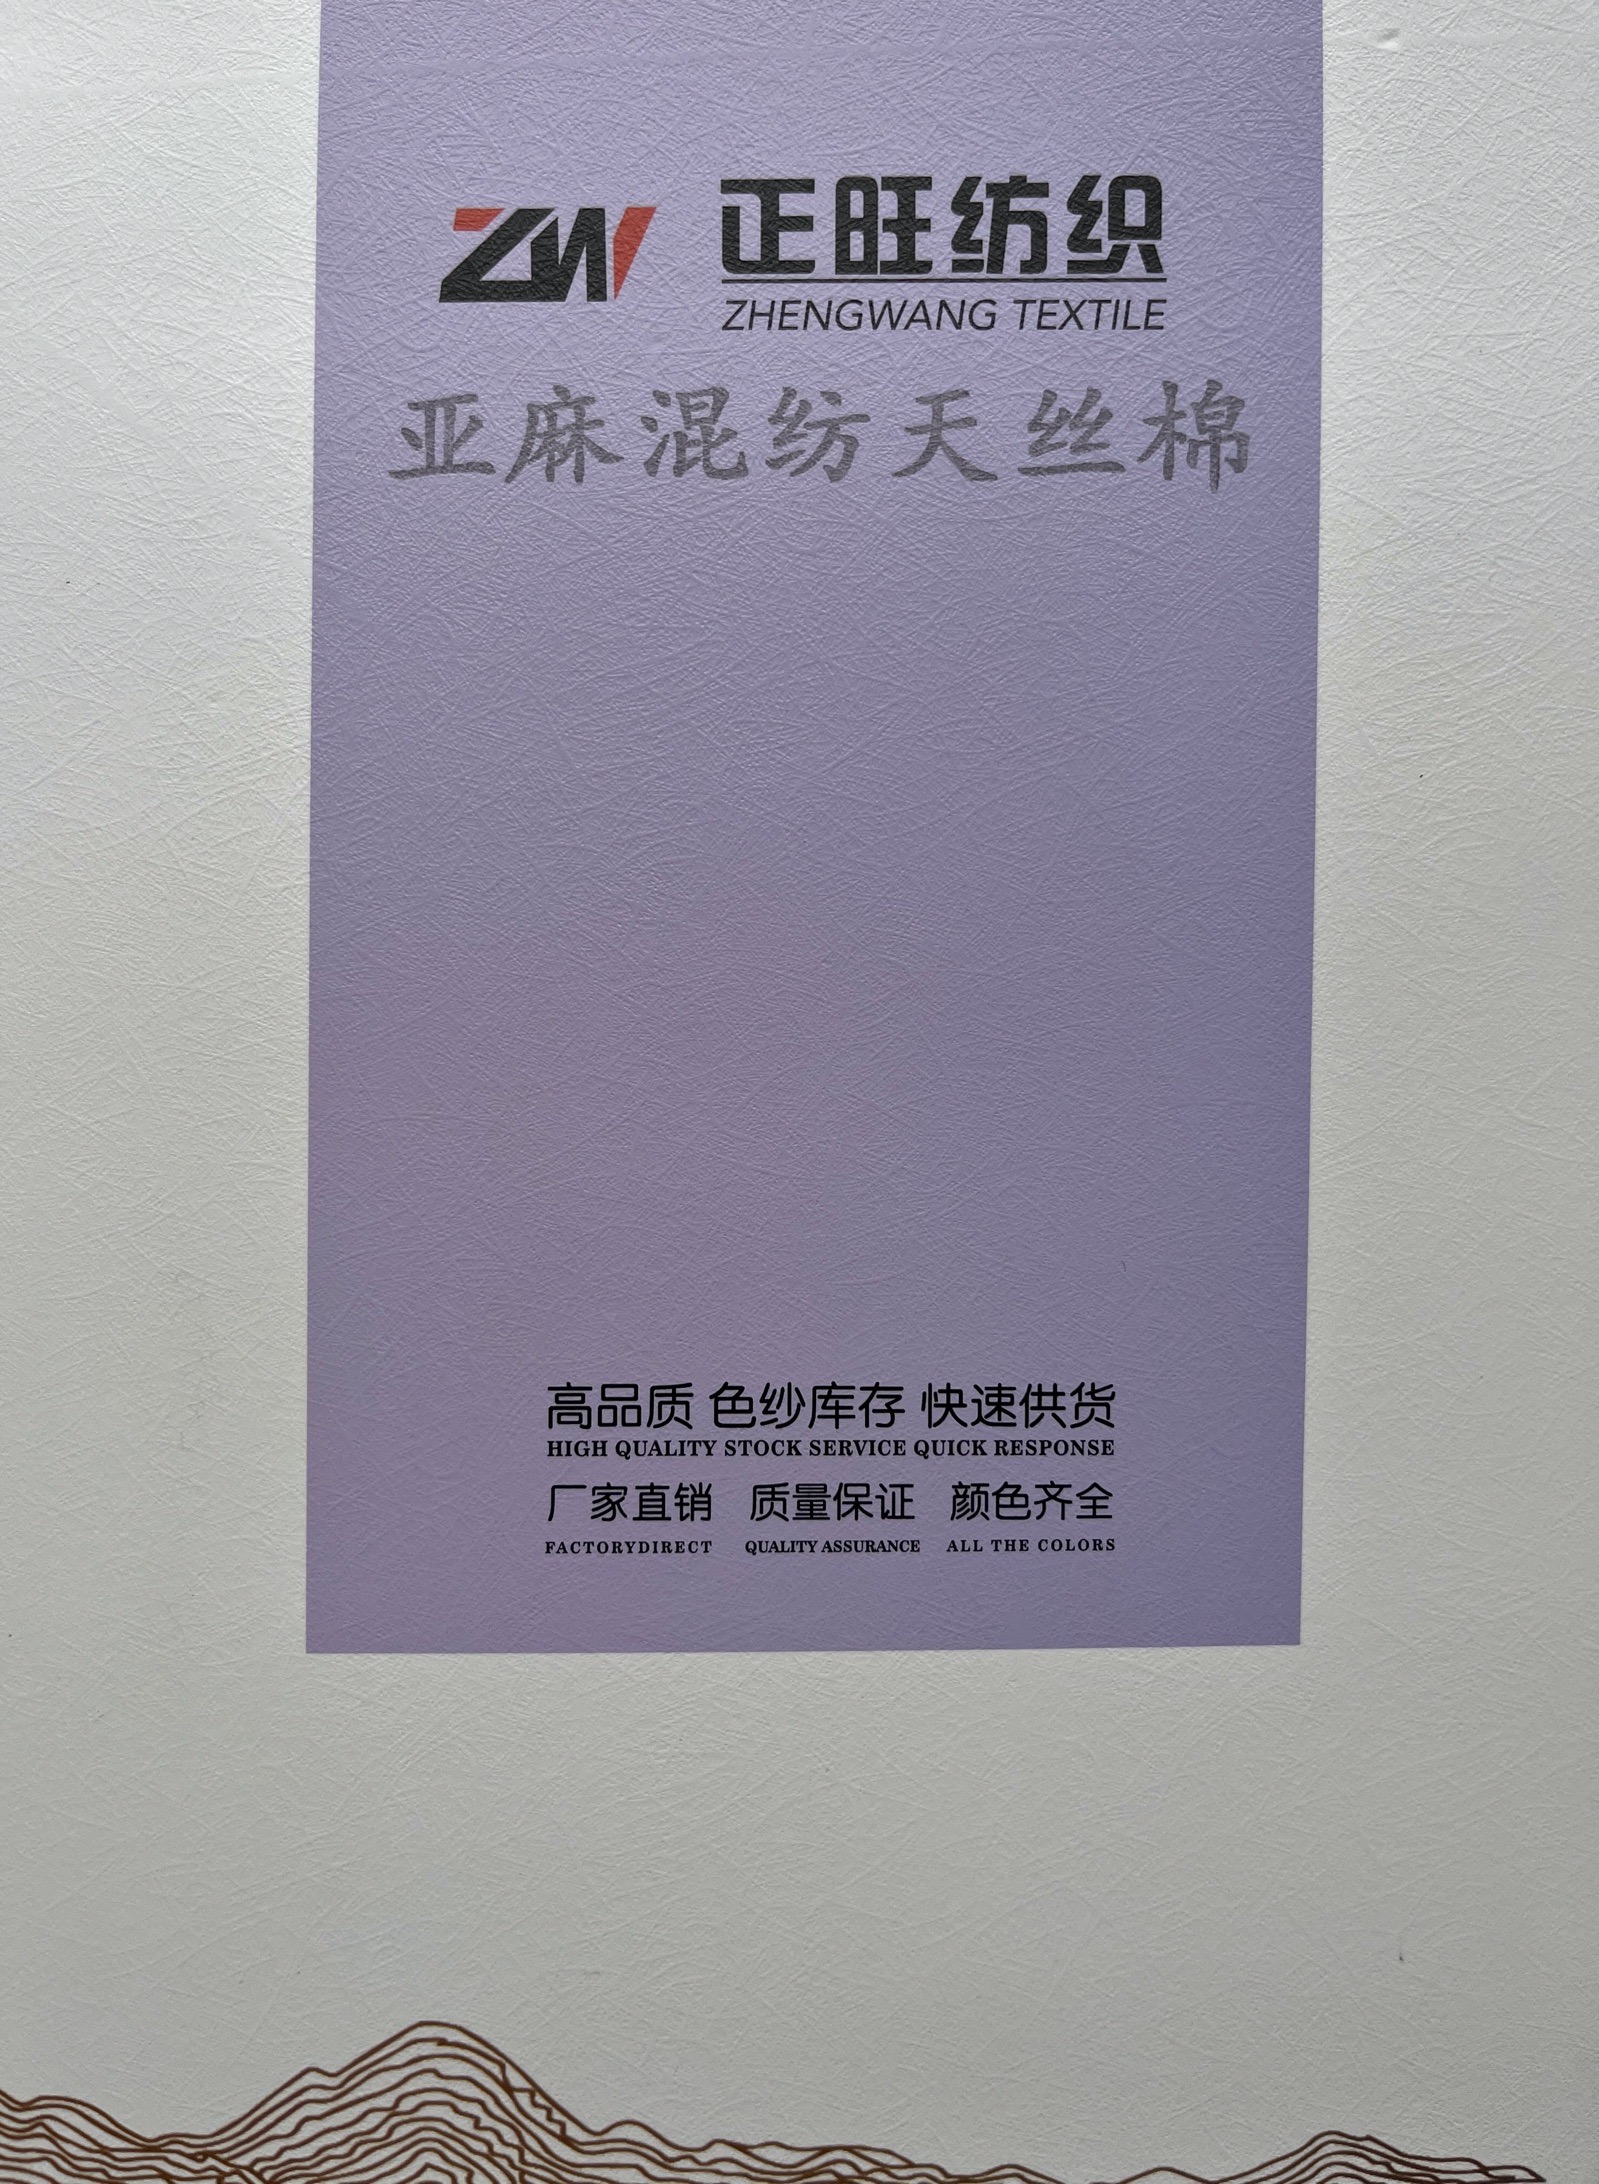 ZW 正旺纺织
ZHENGWANG TEXTILE
亚麻混纺天丝棉
高品质 色纱库存 快速供货
HIGH QUALITY STOCK SERVICE QUICK RESPONSE
厂家直销 质量保证 颜色齐全
FACTORYDIRECT QUALITY ASSURANCE ALL THE COLORS